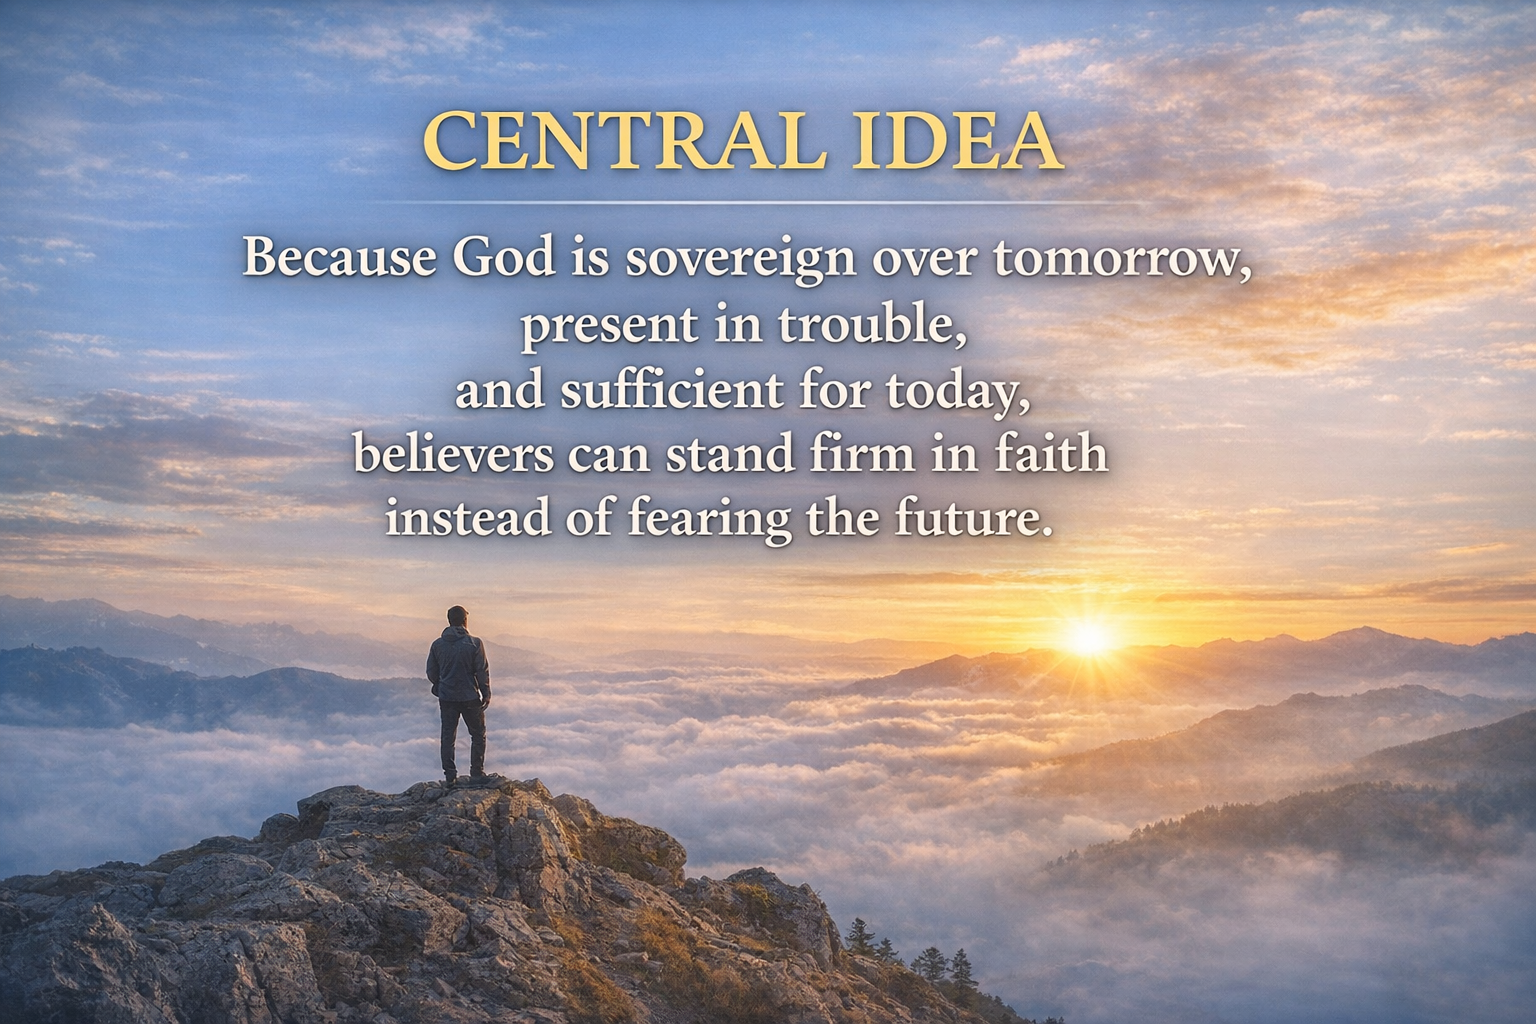 CENTRAL IDEA
Because God is sovereign over tomorrow,
present in trouble,
and sufficient for today,
believers can stand firm in faith
instead of fearing the future.